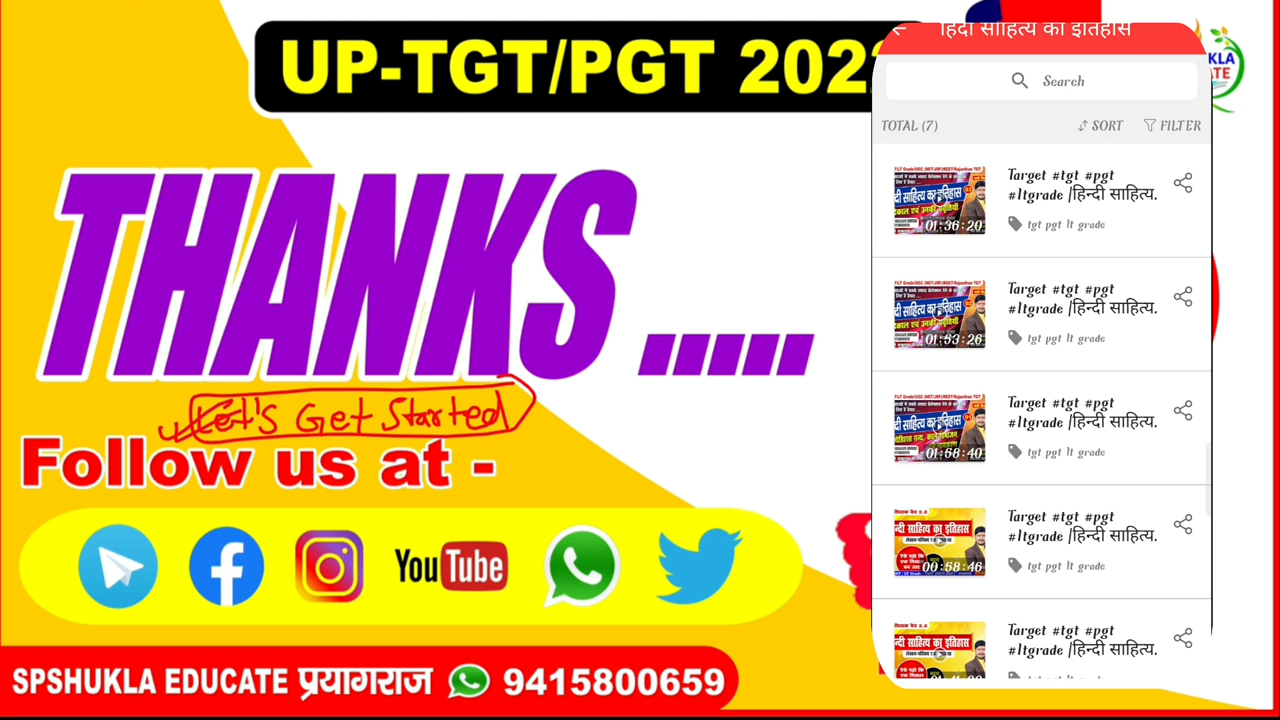 UP-TGT/PGT 202
THANKS.....
Let's Get Started
Follow us at -
YouTube
SPSHUKLA EDUCATE प्रयागराज 9415800659
हिंदी साहित्य का इतिहास
Search
TOTAL (7) SORT FILTER
Target #tgt #pgt
#ltgrade /हिन्दी साहित्य.
tgt pgt lt grade
01:36:20
Target #tgt #pgt
#ltgrade /हिन्दी साहित्य.
tgt pgt lt grade
01:53:26
Target #tgt #pgt
#ltgrade /हिन्दी साहित्य.
tgt pgt lt grade
01:58:40
Target #tgt #pgt
#ltgrade /हिन्दी साहित्य.
tgt pgt lt grade
00:58:46
Target #tgt #pgt
#ltgrade /हिन्दी साहित्य.